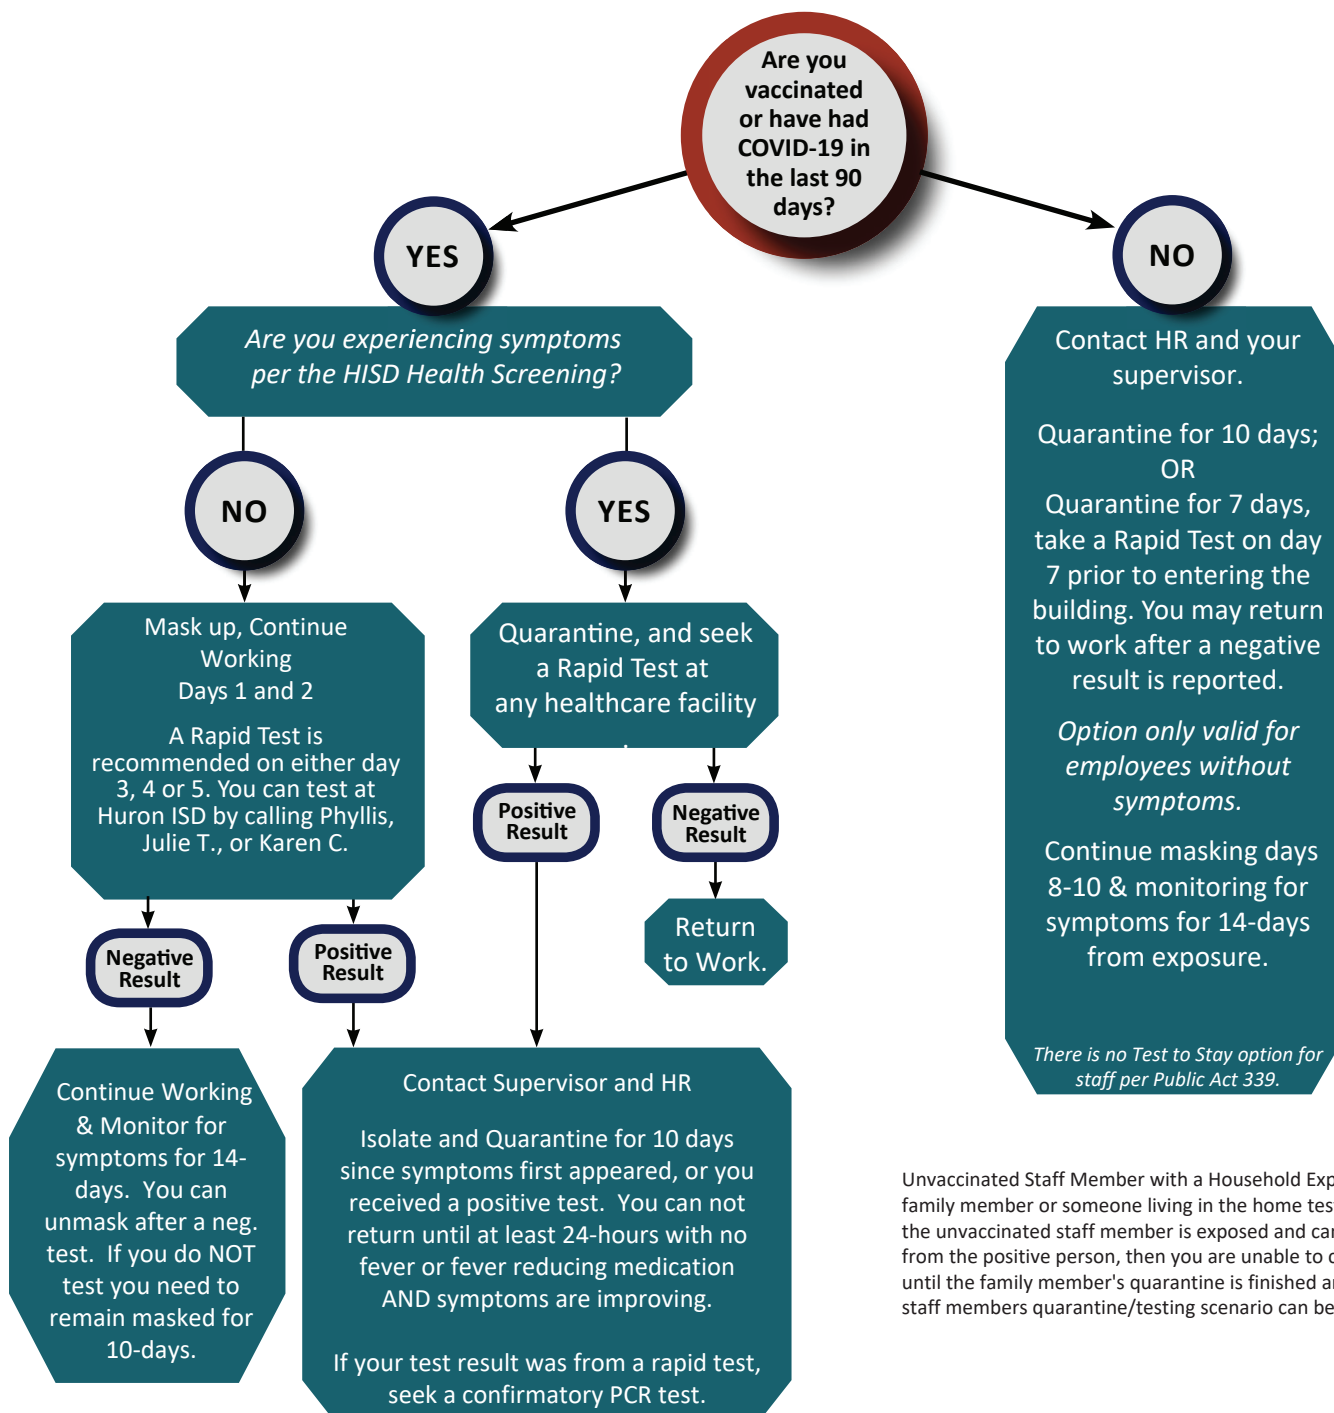 Are you
vaccinated
or have had
COVID-19 in
the last 90
days?
YES
NO
Are you experiencing symptoms
per the HISD Health Screening?
NO
YES
Mask up, Continue
Working
Days 1 and 2
A Rapid Test is
recommended on either day
3, 4 or 5. You can test at
Huron ISD by calling Phyllis,
Julie T., or Karen C.
Quarantine, and seek
a Rapid Test at
any healthcare facility
.
Positive
Result
Negative
Result
Return
to Work.
Negative
Result
Positive
Result
Continue Working
& Monitor for
symptoms for 14-
days. You can
unmask after a neg.
test. If you do NOT
test you need to
remain masked for
10-days.
Contact Supervisor and HR
Isolate and Quarantine for 10 days
since symptoms first appeared, or you
received a positive test. You can not
return until at least 24-hours with no
fever or fever reducing medication
AND symptoms are improving.
If your test result was from a rapid test,
seek a confirmatory PCR test.
Contact HR and your
supervisor.
Quarantine for 10 days;
OR
Quarantine for 7 days,
take a Rapid Test on day
7 prior to entering the
building. You may return
to work after a negative
result is reported.
Option only valid for
employees without
symptoms.
Continue masking days
8-10 & monitoring for
symptoms for 14-days
from exposure.
There is no Test to Stay option for
staff per Public Act 339.
Unvaccinated Staff Member with a Household
family member or someone living in the home
the unvaccinated staff member is exposed and
from the positive person, then you are unable to
until the family member's quarantine is finished
staff members quarantine/testing scenario can